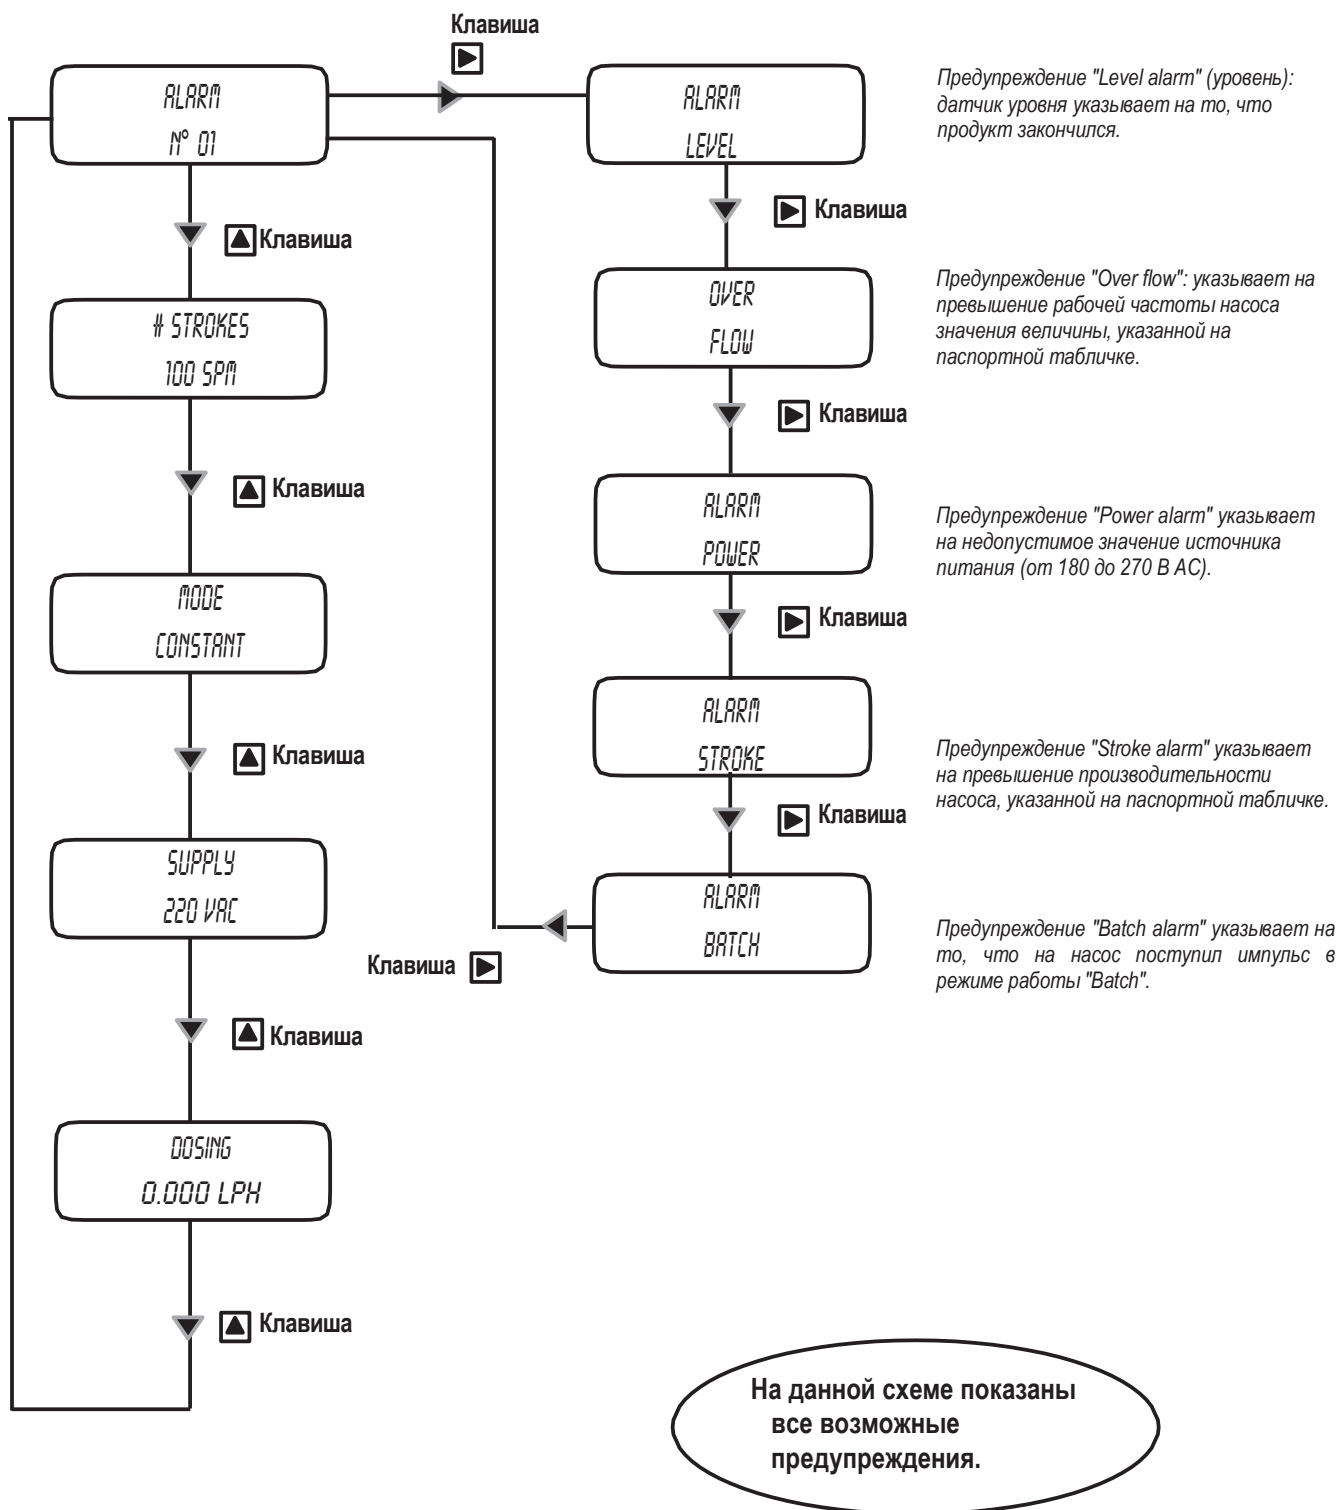 Клавиша
ALARM
N° 01
ALARM
LEVEL
Предупреждение "Level alarm" (уровень):
датчик уровня указывает на то, что
продукт закончился.
Клавиша
Клавиша
# STROKES
100 SPM
OVER
FLOW
Предупреждение "Over flow": указывает на
превышение рабочей частоты насоса
значения величины, указанной на
паспортной табличке.
Клавиша
Клавиша
ALARM
POWER
Предупреждение "Power alarm" указывает
на недопустимое значение источника
питания (от 180 до 270 В AC).
MODE
CONSTANT
Клавиша
ALARM
STROKE
Предупреждение "Stroke alarm" указывает
на превышение производительности
насоса, указанной на паспортной табличке.
Клавиша
Клавиша
SUPPLY
220 VAC
ALARM
BATCH
Предупреждение "Batch alarm" указывает на
то, что на насос поступил импульс в
режиме работы "Batch".
Клавиша
Клавиша
DOSING
0.000 LPH
Клавиша
На данной схеме показаны
все возможные
предупреждения.